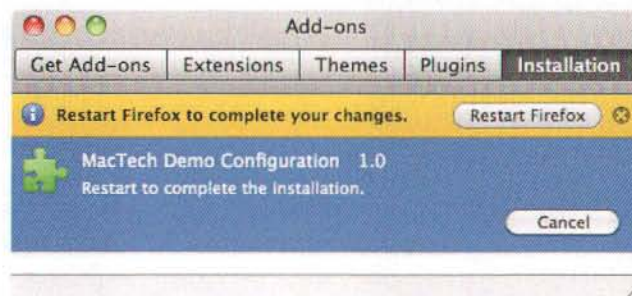 Add-ons
Get Add-ons Extensions Themes Plugins Installation
Restart Firefox to complete your changes. Restart Firefox
MacTech Demo Configuration 1.0
Restart to complete the installation.
Cancel